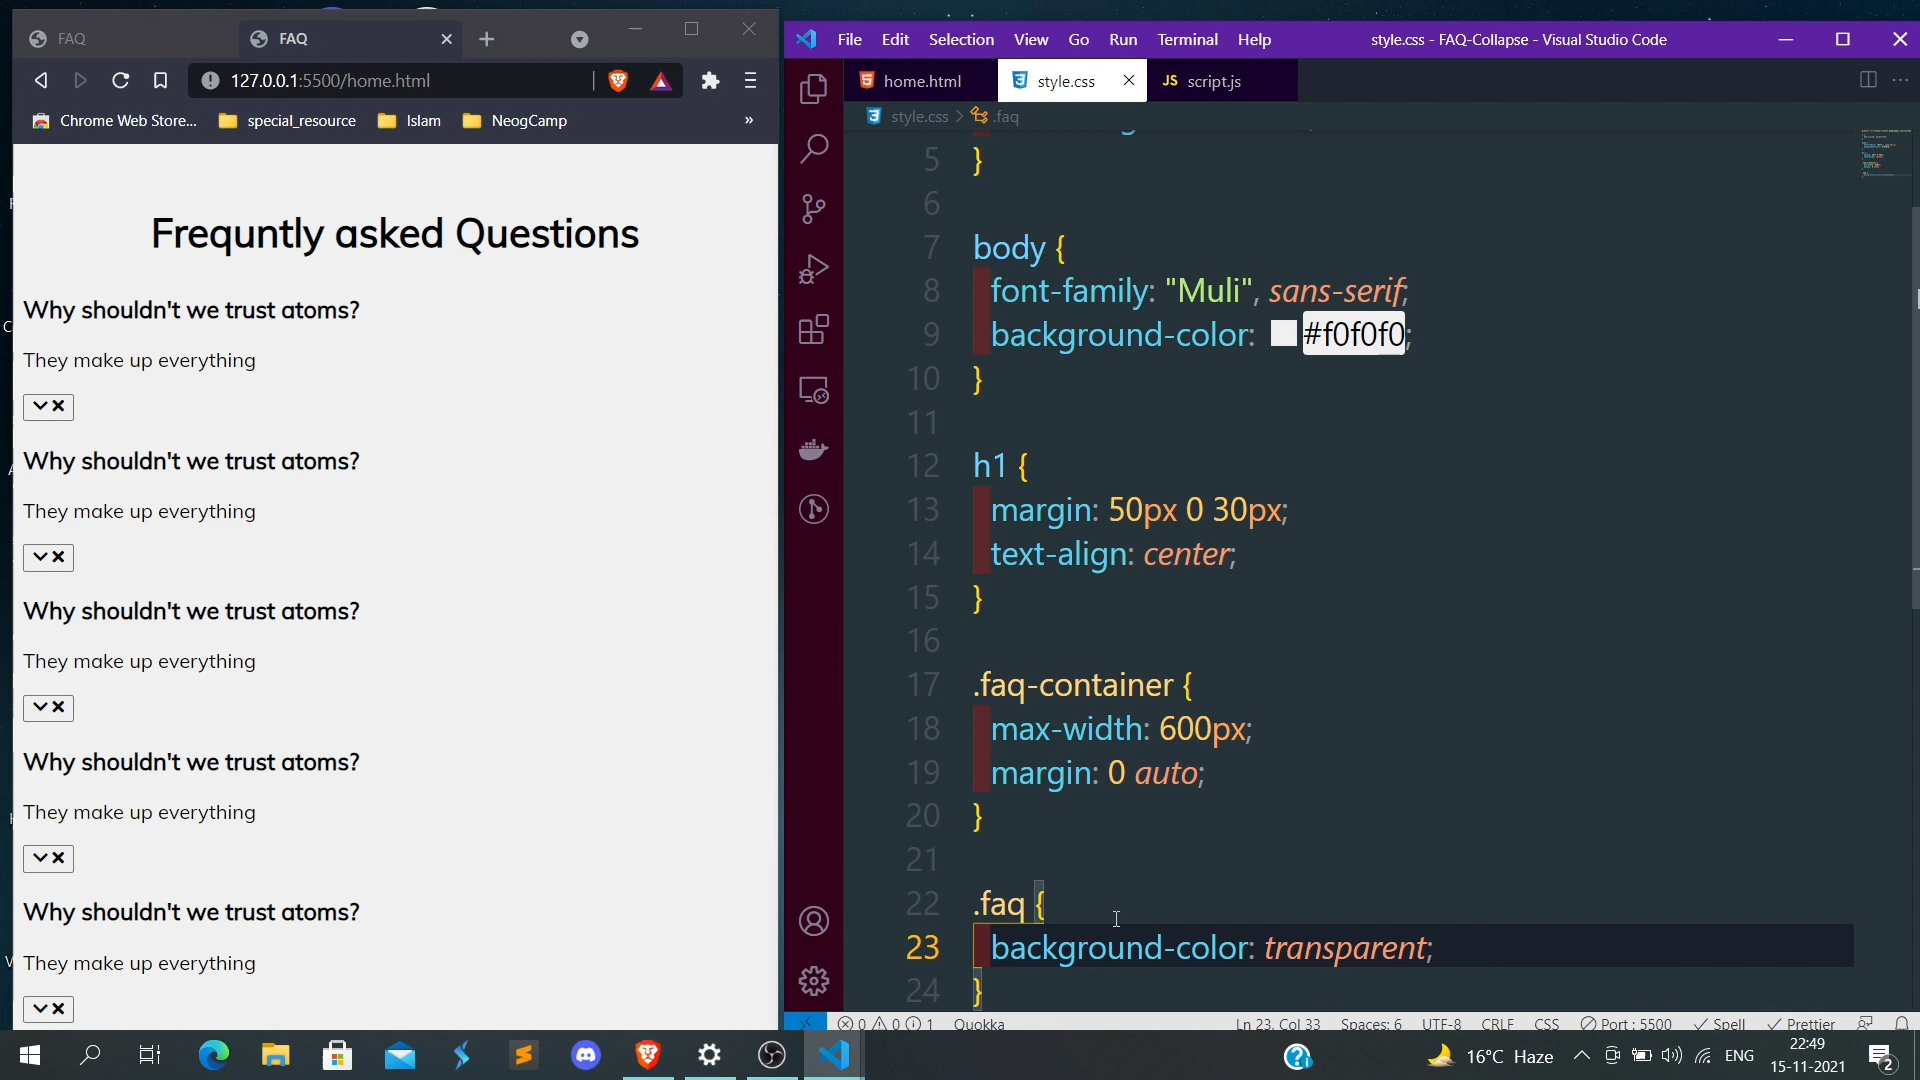 FAQ
FAQ
127.0.0.1:5500/home.html
Chrome Web Store...
special_resource
Islam
NeogCamp
»
Frequntly asked Questions
Why shouldn't we trust atoms?
They make up everything
Why shouldn't we trust atoms?
They make up everything
Why shouldn't we trust atoms?
They make up everything
Why shouldn't we trust atoms?
They make up everything
Why shouldn't we trust atoms?
They make up everything
File Edit Selection View Go Run Terminal Help
style.css - FAQ-Collapse - Visual Studio Code
home.html
style.css
JS script.js
style.css > .faq
5 }
6
7 body {
8 font-family: "Muli", sans-serif;
9 background-color: #f0f0f0;
10 }
11
12 h1 {
13 margin: 50px 0 30px;
14 text-align: center;
15 }
16
17 .faq-container {
18 max-width: 600px;
19 margin: 0 auto;
20 }
21
22 .faq {
23 background-color: transparent;
24 }
0 0 1 Quokka Ln 23, Col 33 Spaces: 6 UTF-8 CRLF CSS Port : 5500 Spell Prettier
16°C Haze
ENG
22:49
15-11-2021
2